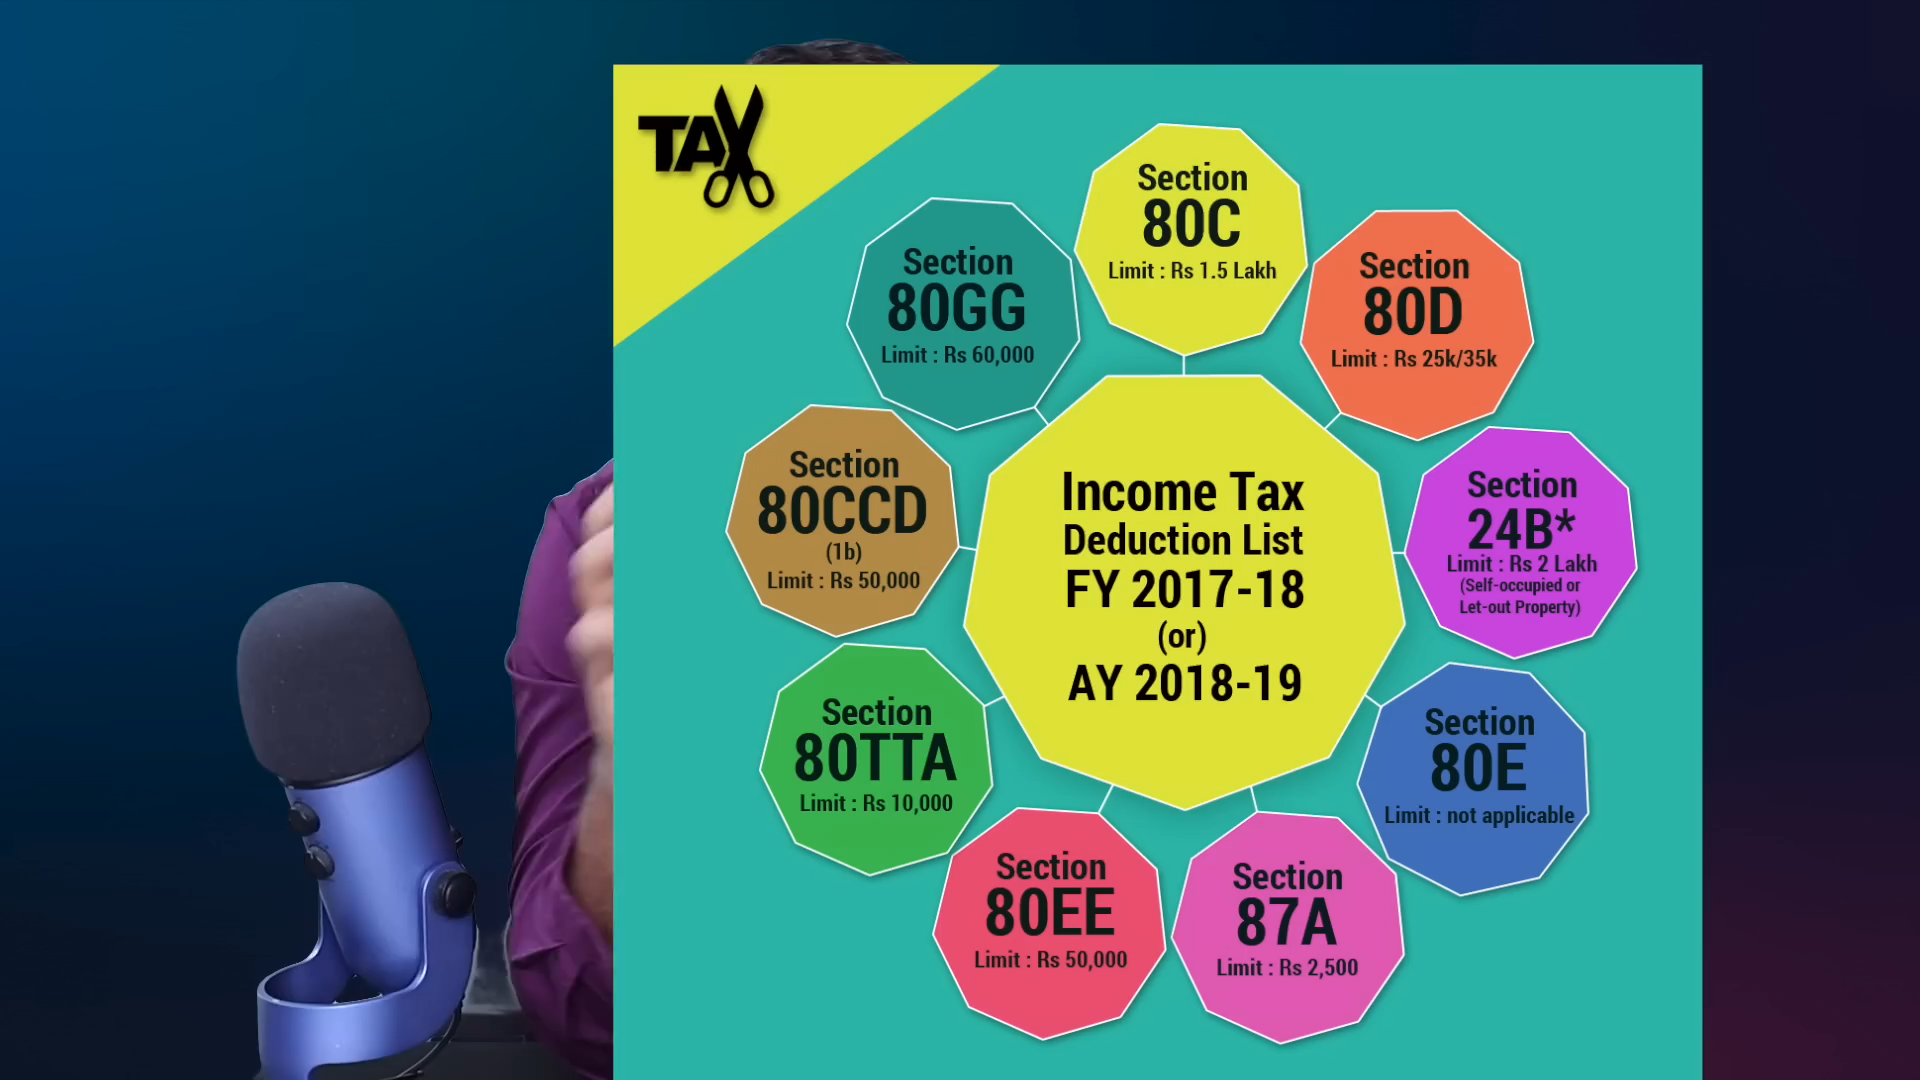 TAX
Section
80C
Limit : Rs 1.5 Lakh
Section
80D
Limit : Rs 25k/35k
Section
24B*
Limit : Rs 2 Lakh
(Self-occupied or
Let-out Property)
Section
80E
Limit : not applicable
Section
87A
Limit : Rs 2,500
Section
80EE
Limit : Rs 50,000
Section
80TTA
Limit : Rs 10,000
Section
80CCD
(1b)
Limit : Rs 50,000
Section
80GG
Limit : Rs 60,000
Income Tax
Deduction List
FY 2017-18
(or)
AY 2018-19